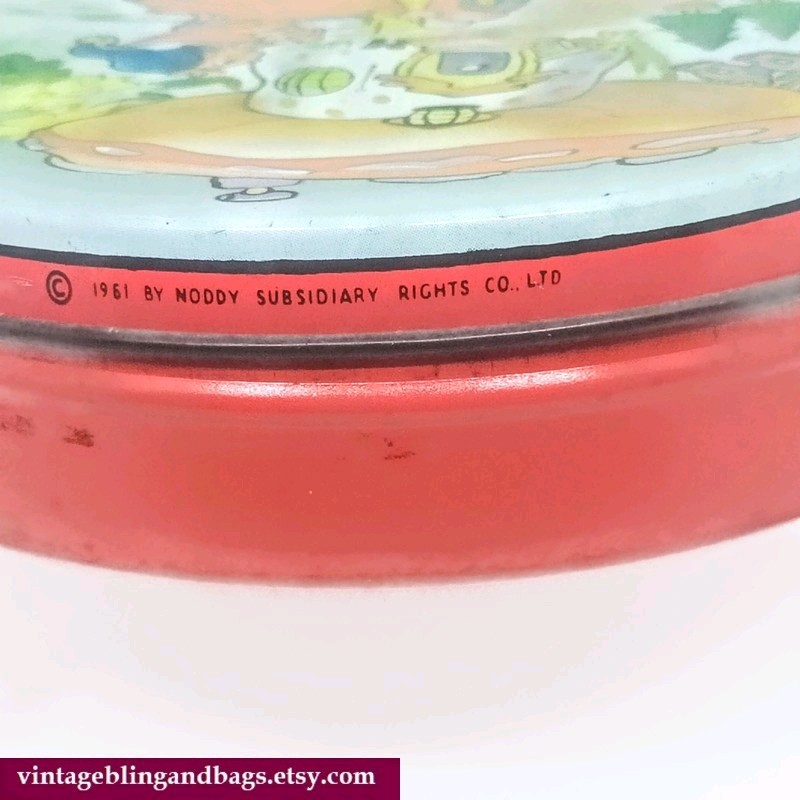 © 1961 BY NODDY SUBSIDIARY RIGHTS CO., LTD
vintageblingandbags.etsy.com